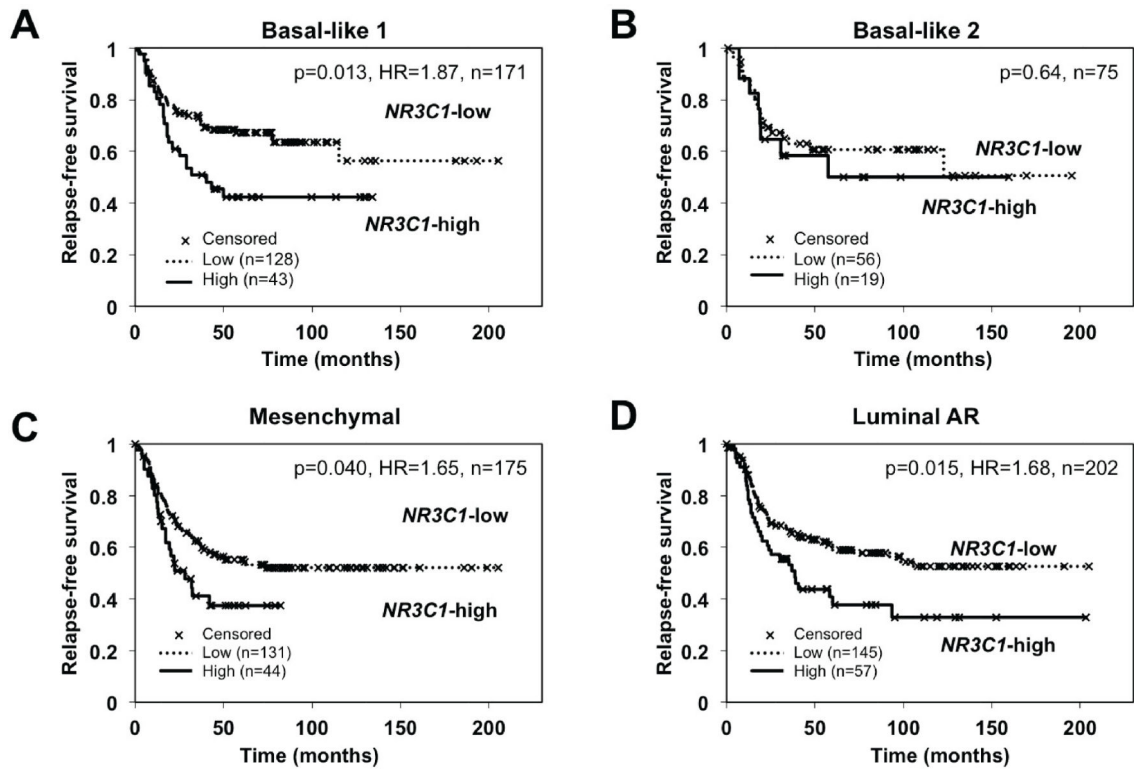 A
Basal-like 1
Relapse-free survival
1
0.8
0.6
0.4
0.2
0
p=0.013, HR=1.87, n=171
NR3C1-low
NR3C1-high
Censored
Low (n=128)
High (n=43)
0 50 100 150 200
Time (months)
B
Basal-like 2
Relapse-free survival
1
0.8
0.6
0.4
0.2
0
p=0.64, n=75
NR3C1-low
NR3C1-high
Censored
Low (n=56)
High (n=19)
0 50 100 150 200
Time (months)
C
Mesenchymal
Relapse-free survival
1
0.8
0.6
0.4
0.2
0
p=0.040, HR=1.65, n=175
NR3C1-low
NR3C1-high
Censored
Low (n=131)
High (n=44)
0 50 100 150 200
Time (months)
D
Luminal AR
Relapse-free survival
1
0.8
0.6
0.4
0.2
0
p=0.015, HR=1.68, n=202
NR3C1-low
NR3C1-high
Censored
Low (n=145)
High (n=57)
0 50 100 150 200
Time (months)